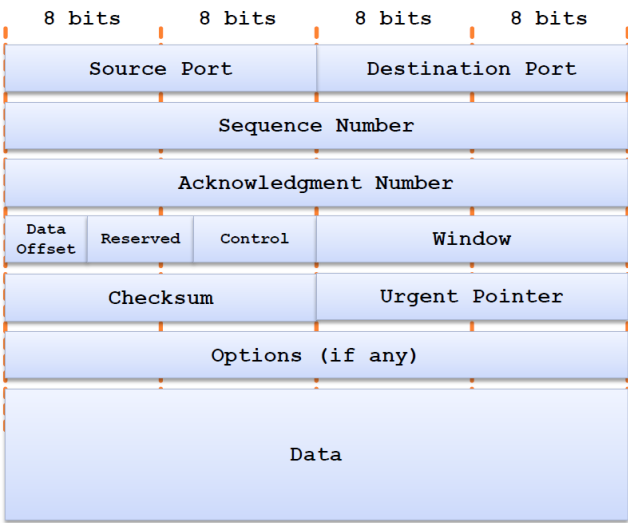 8 bits 8 bits 8 bits 8 bits
Source Port Destination Port
Sequence Number
Acknowledgment Number
Data
Offset Reserved Control Window
Checksum Urgent Pointer
Options (if any)
Data